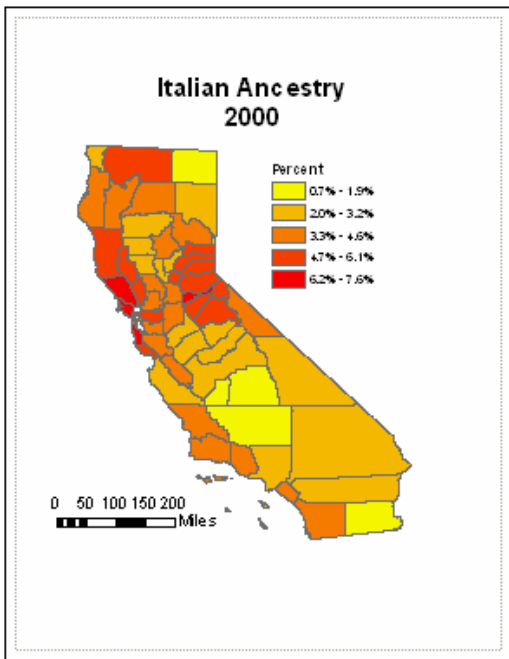 Italian Ancestry
2000
Percent
0.7% - 1.9%
2.0% - 3.2%
3.3% - 4.6%
4.7% - 6.1%
6.2% - 7.6%
0 50 100 150 200
Miles